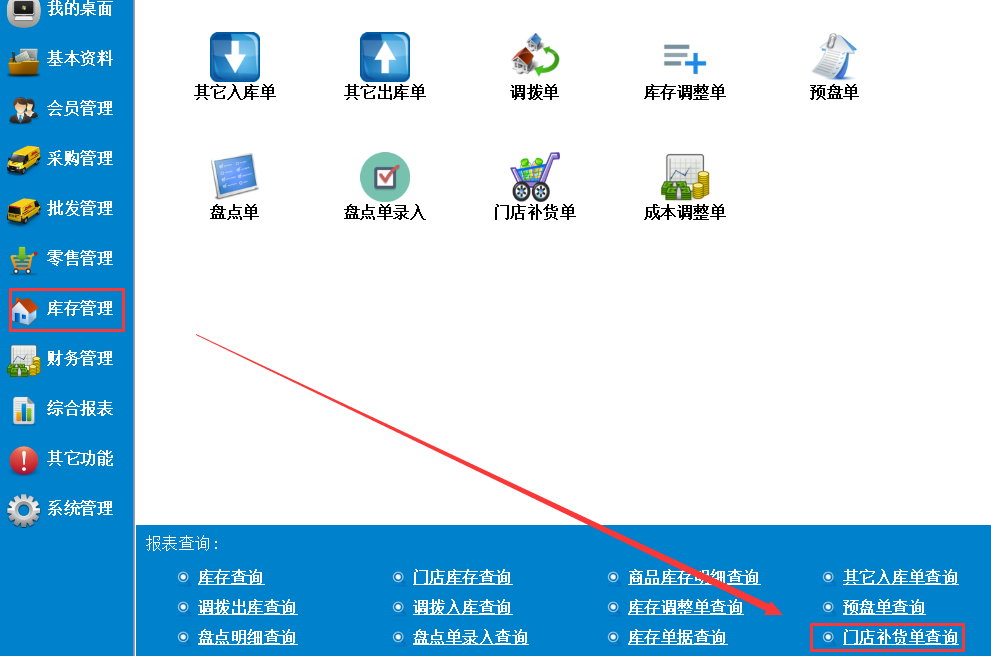 我的桌面
基本资料
会员管理
采购管理
批发管理
零售管理
库存管理
财务管理
综合报表
其它功能
系统管理
其它入库单 其它出库单 调拨单 库存调整单 预盘单
盘点单 盘点单录入 门店补货单 成本调整单
报表查询：
库存查询 门店库存查询 商品库存明细查询 其它入库单查询
调拨出库查询 调拨入库查询 库存调整单查询 预盘单查询
盘点明细查询 盘点单录入查询 库存单据查询 门店补货单查询